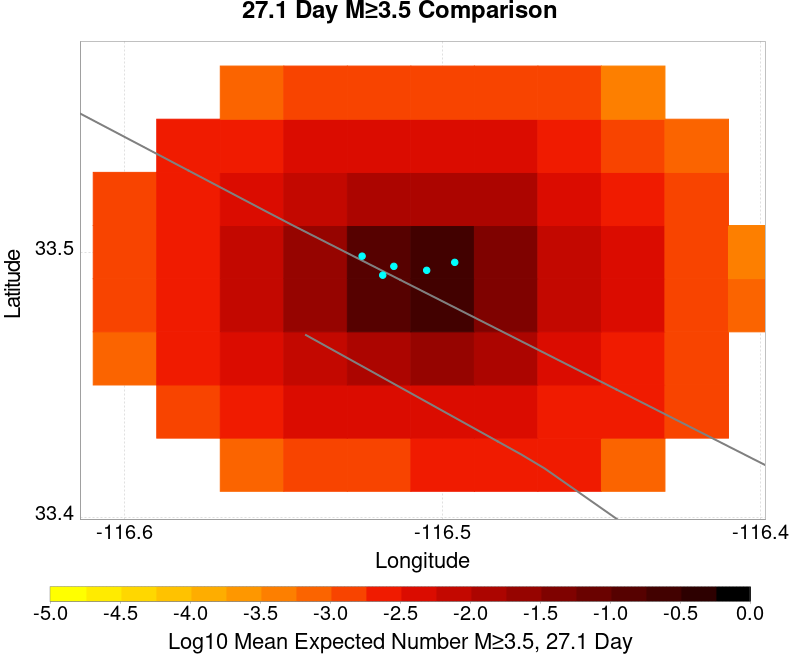 27.1 Day M≥3.5 Comparison
Latitude
33.5
33.4
-116.6 -116.5 -116.4
Longitude
-5.0 -4.5 -4.0 -3.5 -3.0 -2.5 -2.0 -1.5 -1.0 -0.5 0.0
Log10 Mean Expected Number M≥3.5, 27.1 Day